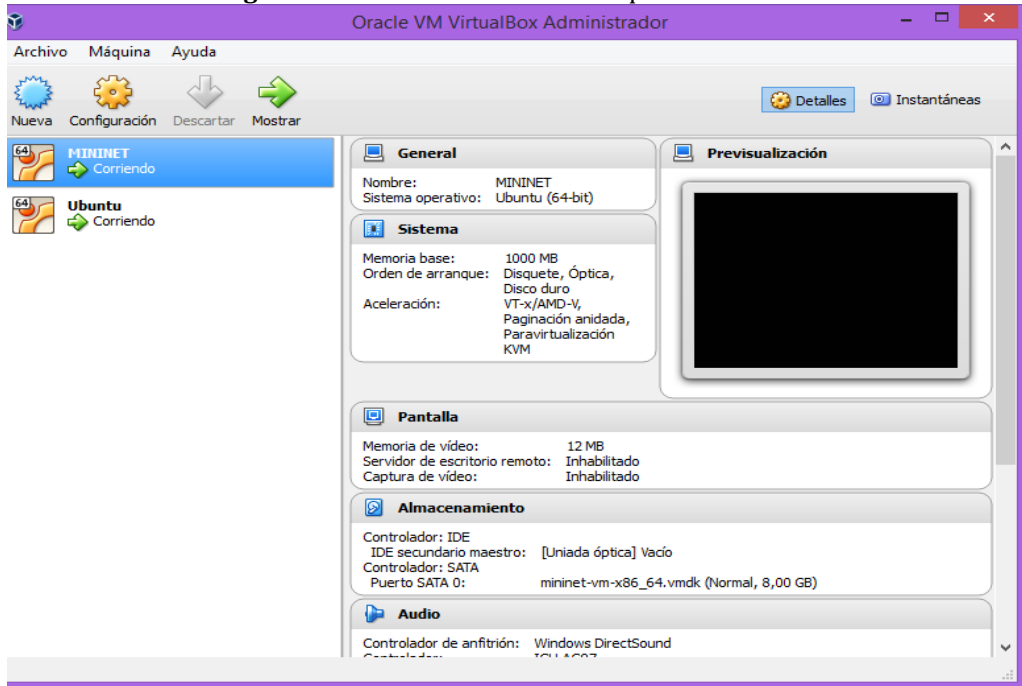 Oracle VM VirtualBox Administrador
Archivo Máquina Ayuda
Nueva Configuración Descartar Mostrar
Detalles Instantáneas
64 MININET
Corriendo
64 Ubuntu
Corriendo
General
Nombre: MININET
Sistema operativo: Ubuntu (64-bit)
Previsualización
Sistema
Memoria base: 1000 MB
Orden de arranque: Disquete, Óptica,
Disco duro
Aceleración: VT-x/AMD-V,
Paginación anidada,
Paravirtualización
KVM
Pantalla
Memoria de vídeo: 12 MB
Servidor de escritorio remoto: Inhabilitado
Captura de vídeo: Inhabilitado
Almacenamiento
Controlador: IDE
IDE secundario maestro: [Uniada óptica] Vacío
Controlador: SATA
Puerto SATA 0: mininet-vm-x86_64.vmdk (Normal, 8,00 GB)
Audio
Controlador de anfitrión: Windows DirectSound